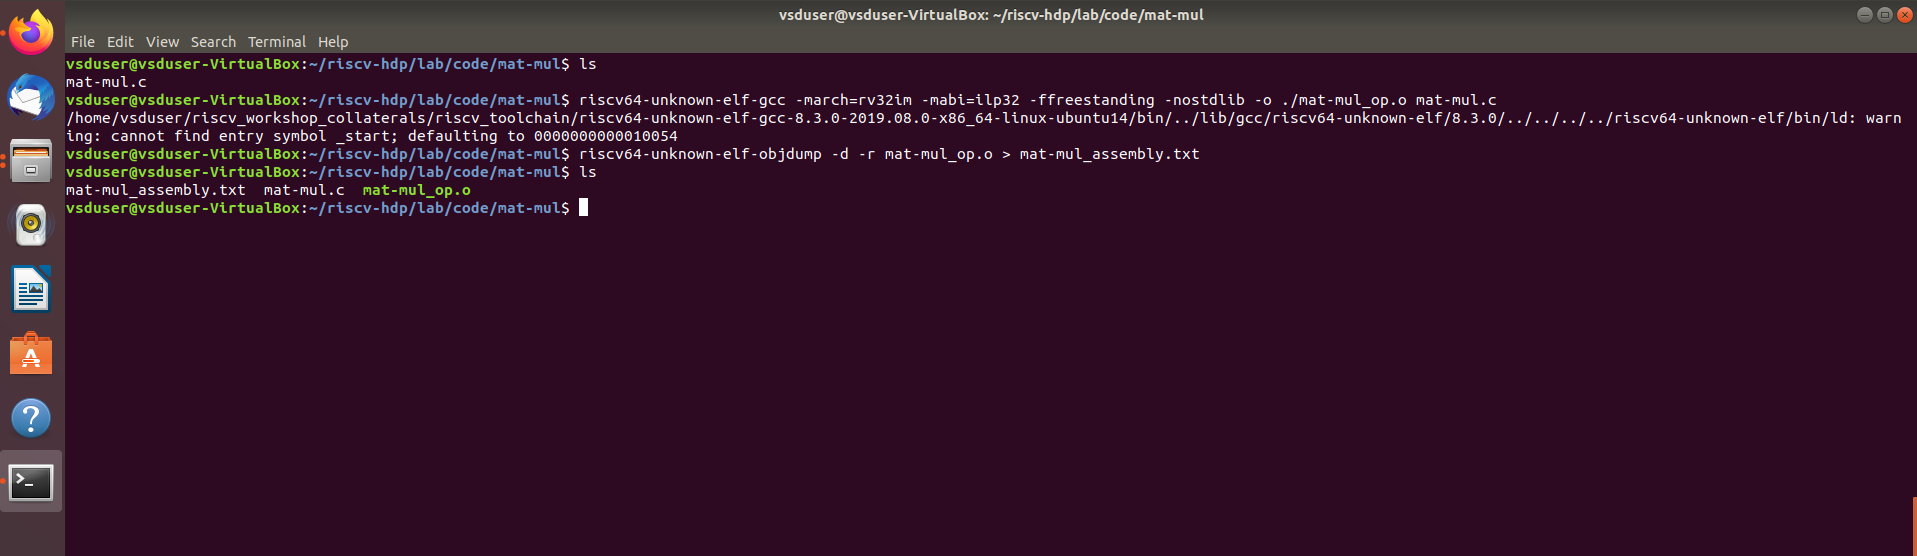 vsduser@vsduser-VirtualBox: ~/riscv-hdp/lab/code/mat-mul
File Edit View Search Terminal Help
vsduser@vsduser-VirtualBox:~/riscv-hdp/lab/code/mat-mul$ ls
mat-mul.c
vsduser@vsduser-VirtualBox:~/riscv-hdp/lab/code/mat-mul$ riscv64-unknown-elf-gcc -march=rv32im -mabi=ilp32 -ffreestanding -nostdlib -o ./mat-mul_op.o mat-mul.c
/home/vsduser/riscv_workshop_collaterals/riscv_toolchain/riscv64-unknown-elf-gcc-8.3.0-2019.08.0-x86_64-linux-ubuntu14/bin/../lib/gcc/riscv64-unknown-elf/8.3.0/../../../../riscv64-unknown-elf/bin/ld: warn
ing: cannot find entry symbol _start; defaulting to 0000000000010054
vsduser@vsduser-VirtualBox:~/riscv-hdp/lab/code/mat-mul$ riscv64-unknown-elf-objdump -d -r mat-mul_op.o > mat-mul_assembly.txt
vsduser@vsduser-VirtualBox:~/riscv-hdp/lab/code/mat-mul$ ls
mat-mul_assembly.txt  mat-mul.c  mat-mul_op.o
vsduser@vsduser-VirtualBox:~/riscv-hdp/lab/code/mat-mul$